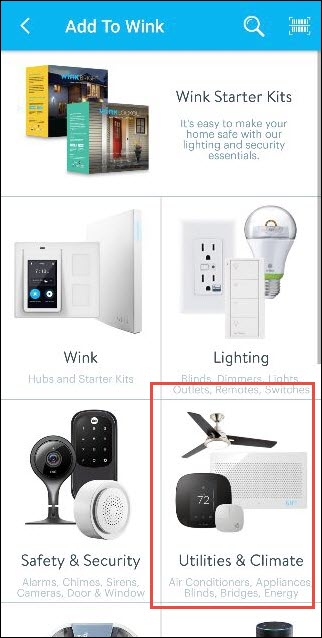 Add To Wink
Wink Starter Kits
It's easy to make your
home safe with our
lighting and security
essentials.
Wink
Hubs and Starter Kits
Lighting
Blinds, Dimmers, Lights
Outlets, Remotes, Switches
72
Safety & Security
Alarms, Chimes, Sirens,
Cameras, Door & Window
Utilities & Climate
Air Conditioners, Appliances
Blinds, Bridges, Energy